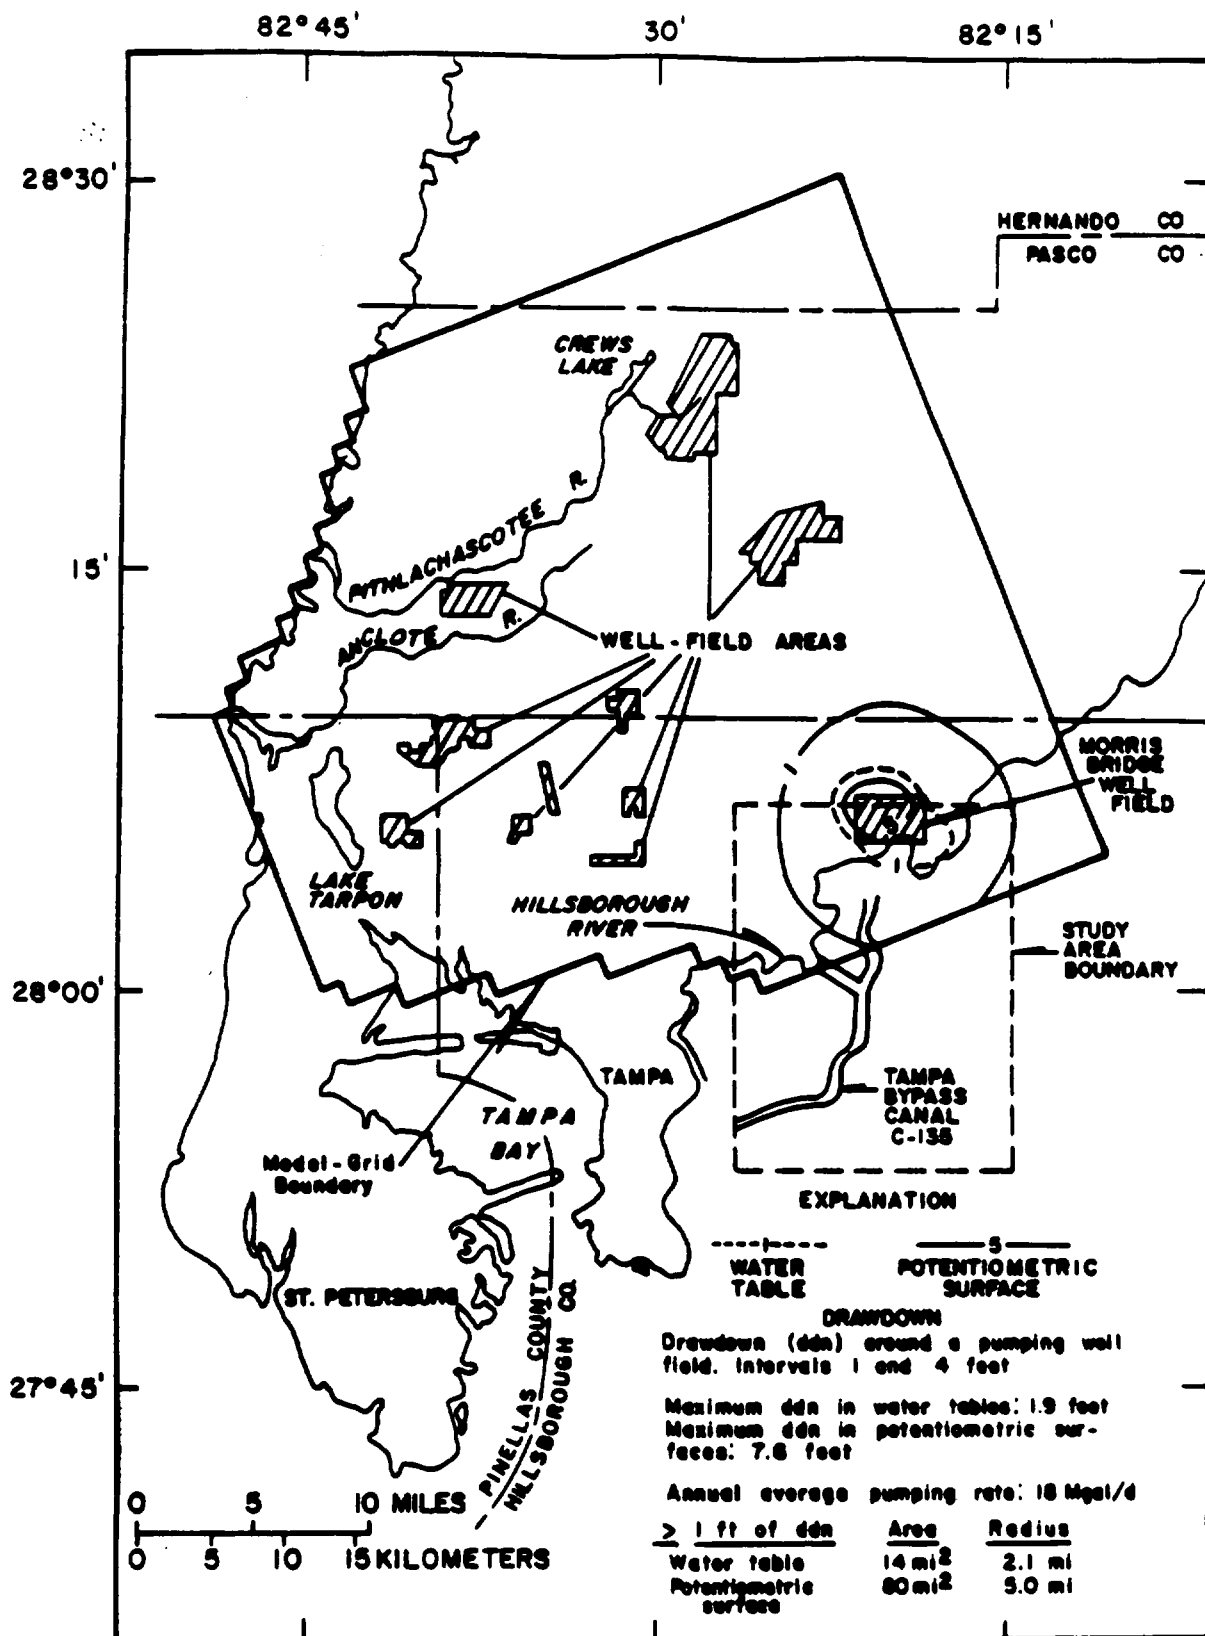 82°45' 30' 82°15'
28°30'
HERNANDO CO
PASCO CO
CREWS
LAKE
PITHLACHASCOTEE R.
15'
ANCLOTE R.
WELL-FIELD AREAS
MORRIS
BRIDGE
WELL
FIELD
LAKE
TARPON
HILLSBOROUGH
RIVER
STUDY
AREA
BOUNDARY
28°00'
TAMPA
TAMPA
BYPASS
CANAL
C-135
TAMPA
BAY
Model-Grid
Boundary
EXPLANATION
1
5
WATER
TABLE
POTENTIOMETRIC
SURFACE
ST. PETERSBURG
PINELLAS COUNTY
HILLSBOROUGH CO.
DRAWDOWN
Drawdown (ddn) around a pumping well
field. Intervals 1 and 4 feet
27°45'
Maximum ddn in water tables: 1.9 feet
Maximum ddn in potentiometric sur-
faces: 7.6 feet
Annual average pumping rate: 18 Mgal/d
0 5 10 MILES
0 5 10 15 KILOMETERS
> 1 ft of ddn Area Radius
Water table 14 mi2 2.1 mi
Potentiometric 80 mi2 5.0 mi
surface